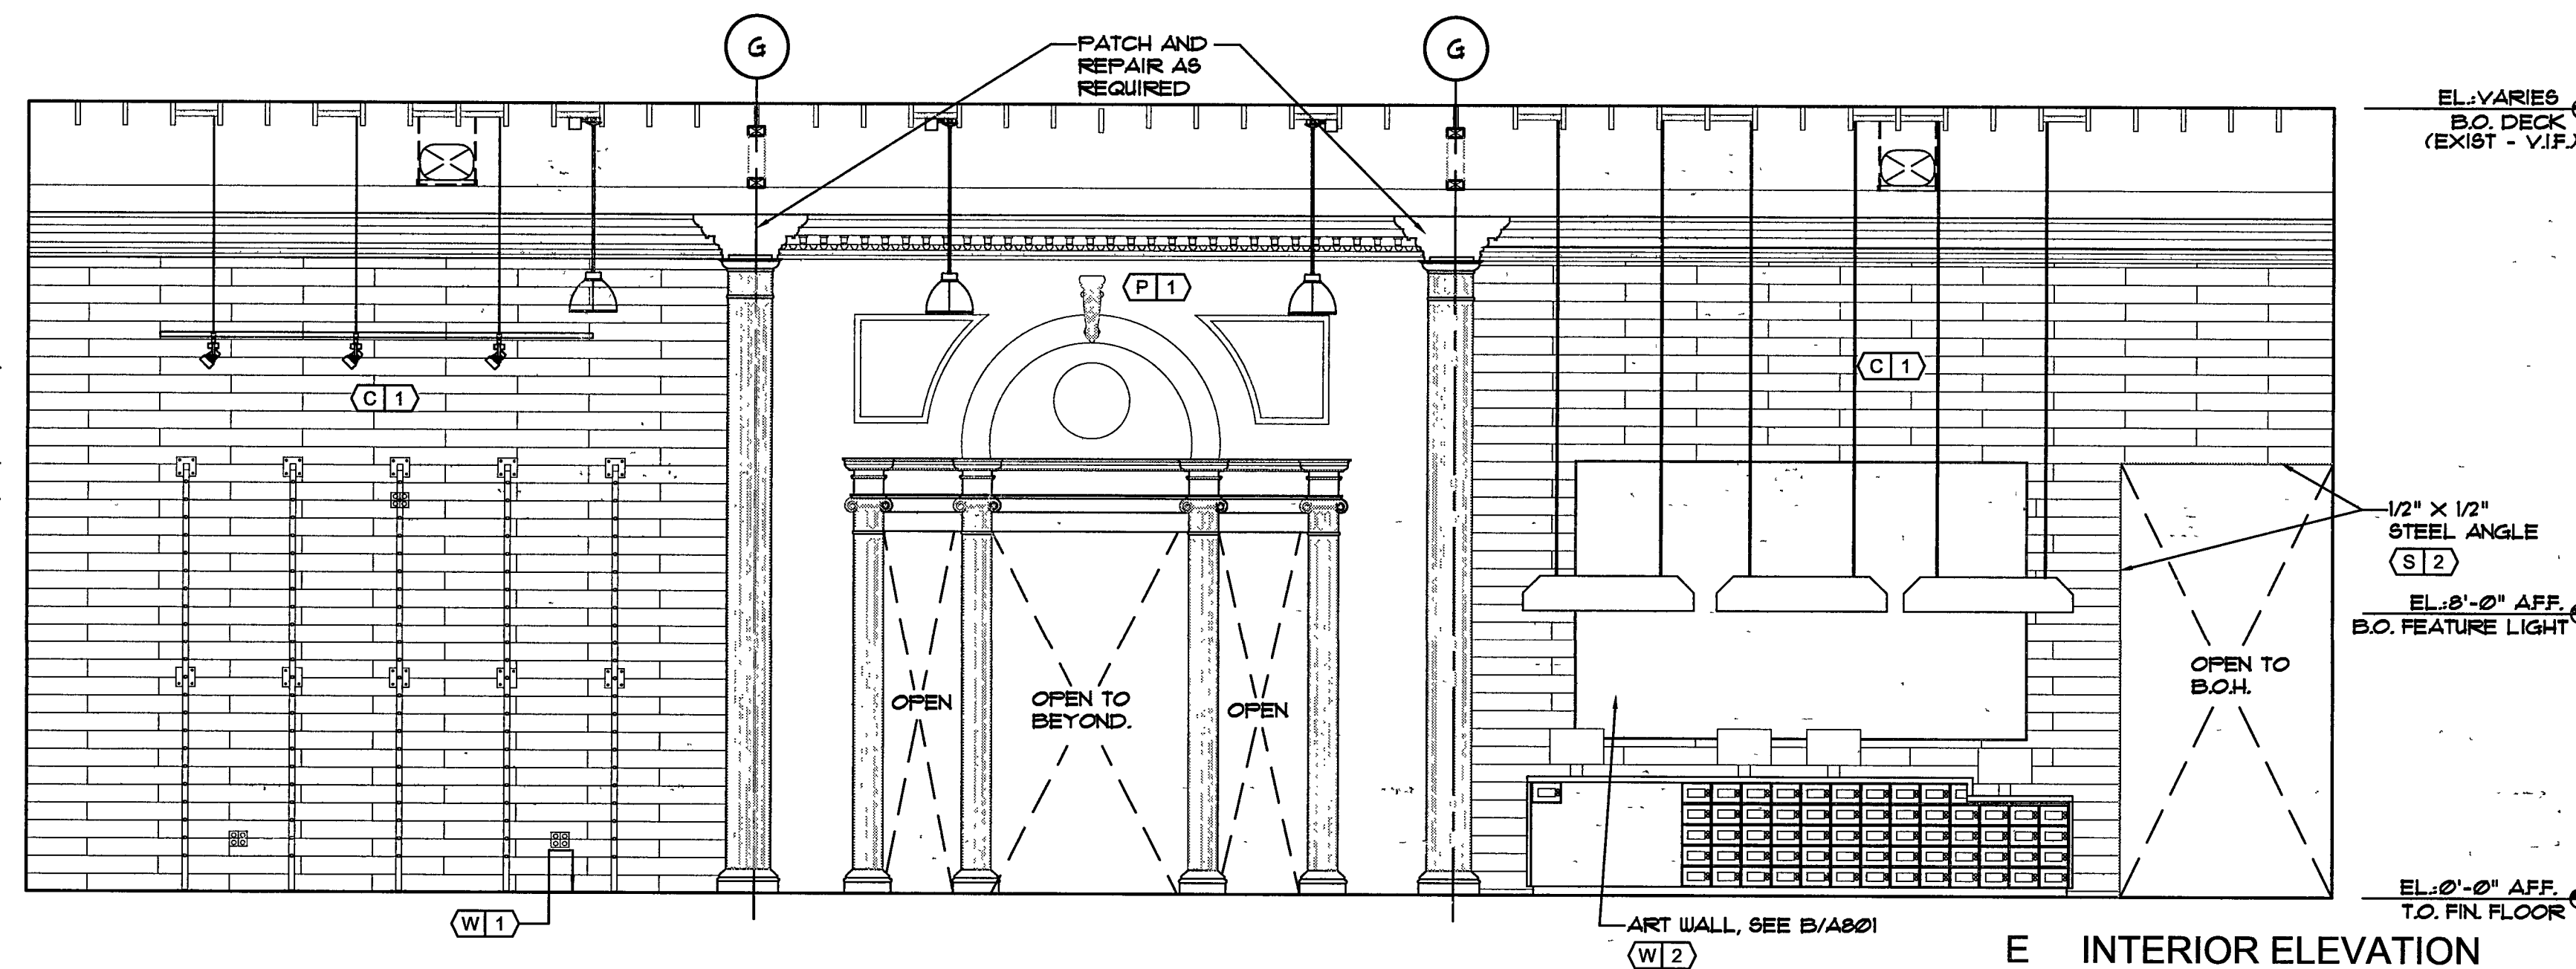 G
PATCH AND
REPAIR AS
REQUIRED
G
EL.:VARIES
B.O. DECK
(EXIST - V.I.F.)
P 1
C 1
C 1
1/2" X 1/2"
STEEL ANGLE
S 2
EL.:8'-0" A.F.F.
B.O. FEATURE LIGHT
OPEN
OPEN TO
BEYOND.
OPEN
OPEN TO
B.O.H.
EL.:0'-0" A.F.F.
T.O. FIN. FLOOR
W 1
ART WALL, SEE B/A801
W 2
E INTERIOR ELEVATION